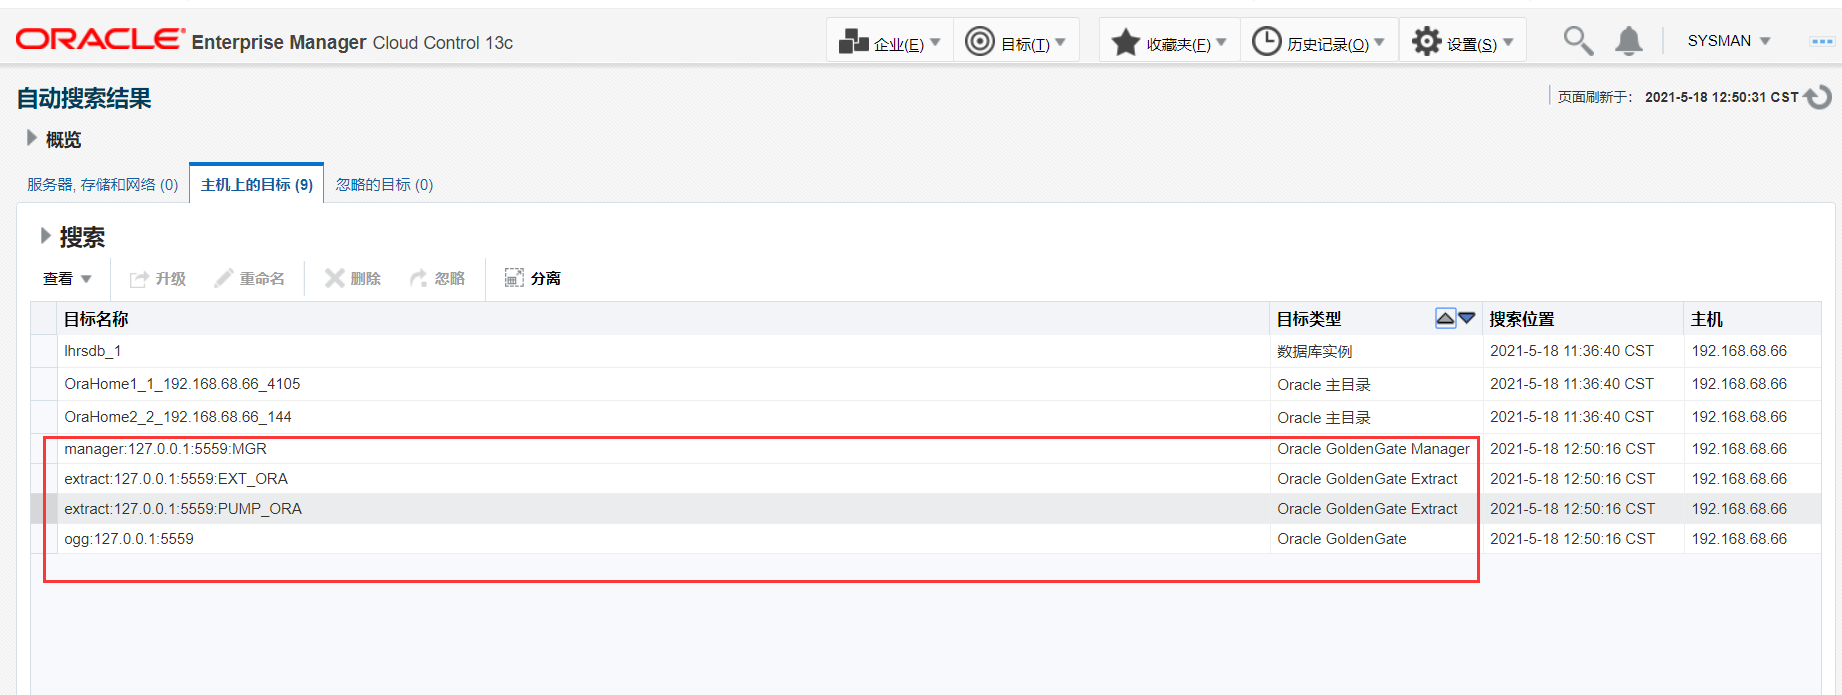 ORACLE Enterprise Manager Cloud Control 13c 企业(E) 目标(T) 收藏夹(F) 历史记录(O) 设置(S) SYSMAN
自动搜索结果 页面刷新于: 2021-5-18 12:50:31 CST
概览
服务器, 存储和网络 (0) 主机上的目标 (9) 忽略的目标 (0)
搜索
查看 升级 重命名 删除 忽略 分离
目标名称 目标类型 搜索位置 主机
lhrsdb_1 数据库实例 2021-5-18 11:36:40 CST 192.168.68.66
OraHome1_1_192.168.68.66_4105 Oracle 主目录 2021-5-18 11:36:40 CST 192.168.68.66
OraHome2_2_192.168.68.66_144 Oracle 主目录 2021-5-18 11:36:40 CST 192.168.68.66
manager:127.0.0.1:5559:MGR Oracle GoldenGate Manager 2021-5-18 12:50:16 CST 192.168.68.66
extract:127.0.0.1:5559:EXT_ORA Oracle GoldenGate Extract 2021-5-18 12:50:16 CST 192.168.68.66
extract:127.0.0.1:5559:PUMP_ORA Oracle GoldenGate Extract 2021-5-18 12:50:16 CST 192.168.68.66
ogg:127.0.0.1:5559 Oracle GoldenGate 2021-5-18 12:50:16 CST 192.168.68.66